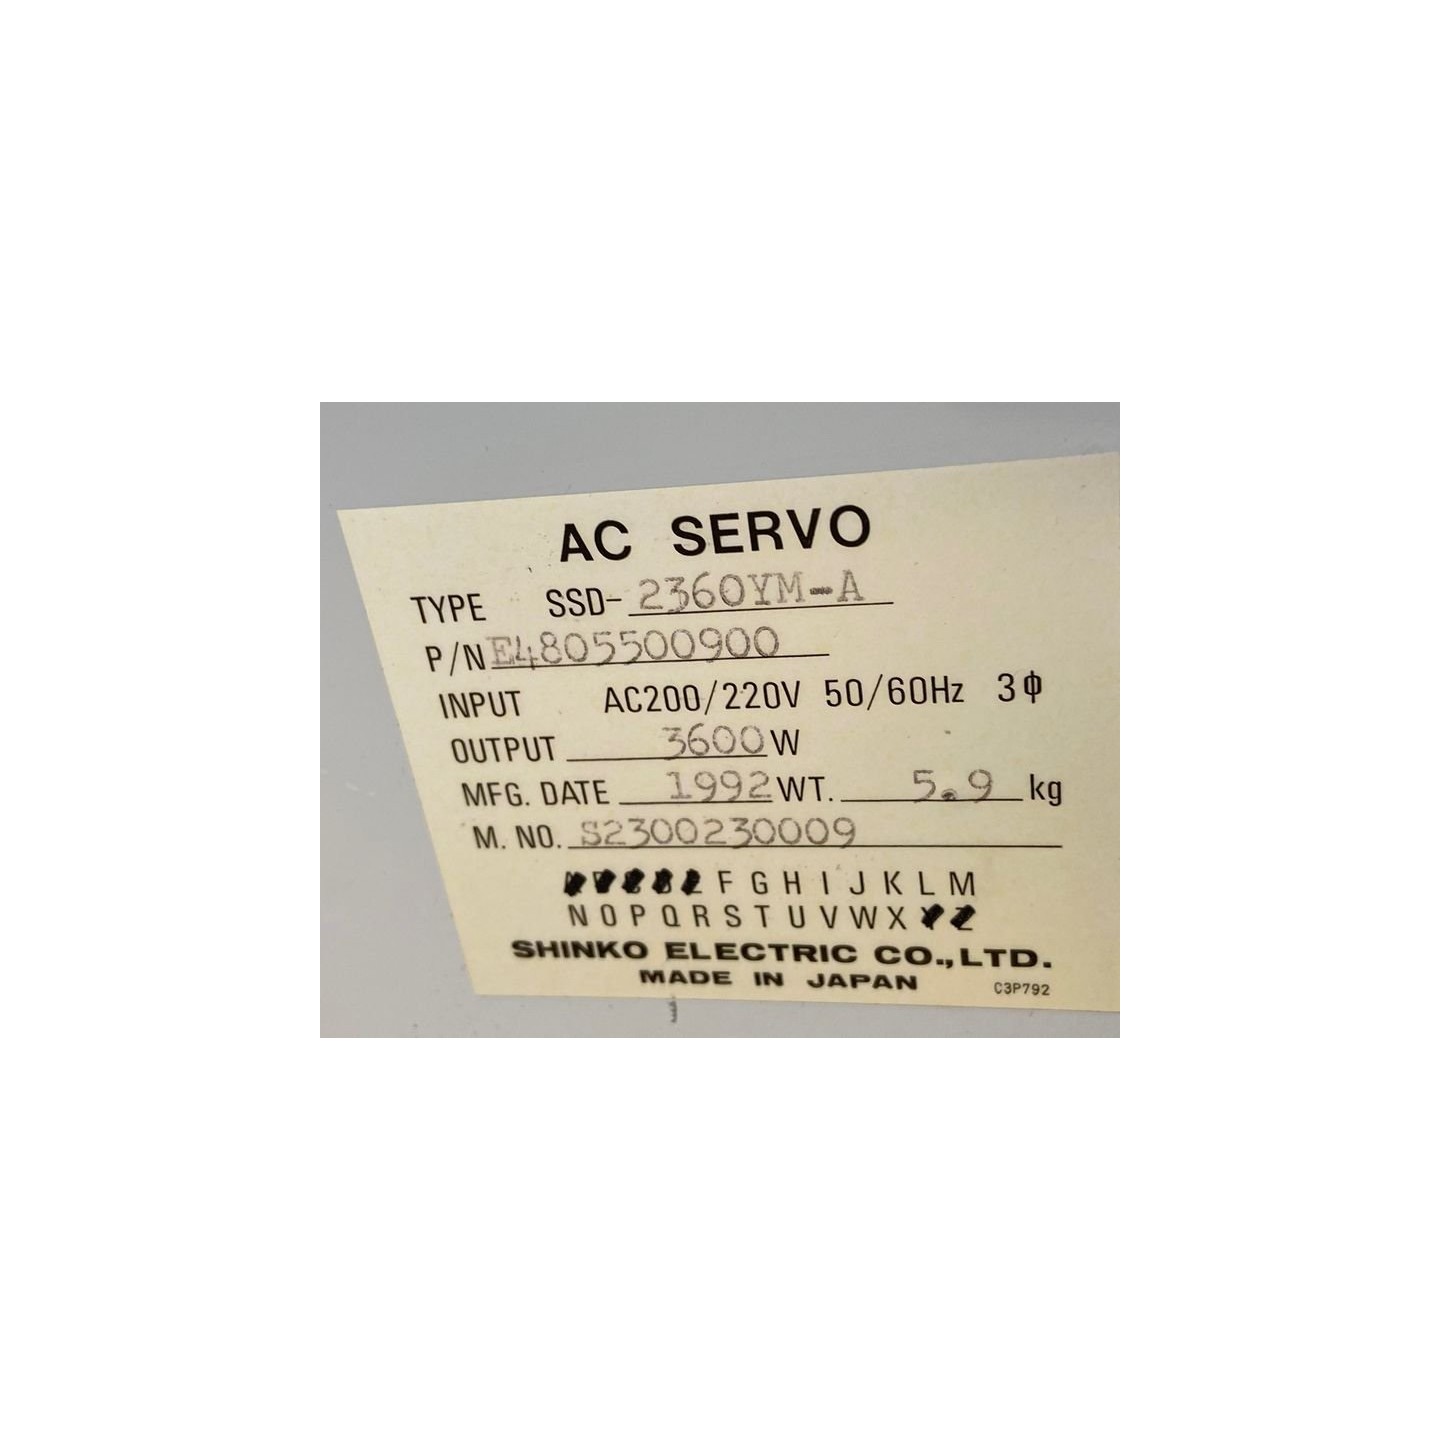 AC SERVO
TYPE SSD-2360YM-A
P/N E4805500900
INPUT AC200/220V 50/60Hz 3ϕ
OUTPUT 3600 W
MFG. DATE 1992 WT. 5.9 kg
M. NO. S2300230009
F G H I J K L M
N O P Q R S T U V W X
SHINKO ELECTRIC CO., LTD.
MADE IN JAPAN C3P792